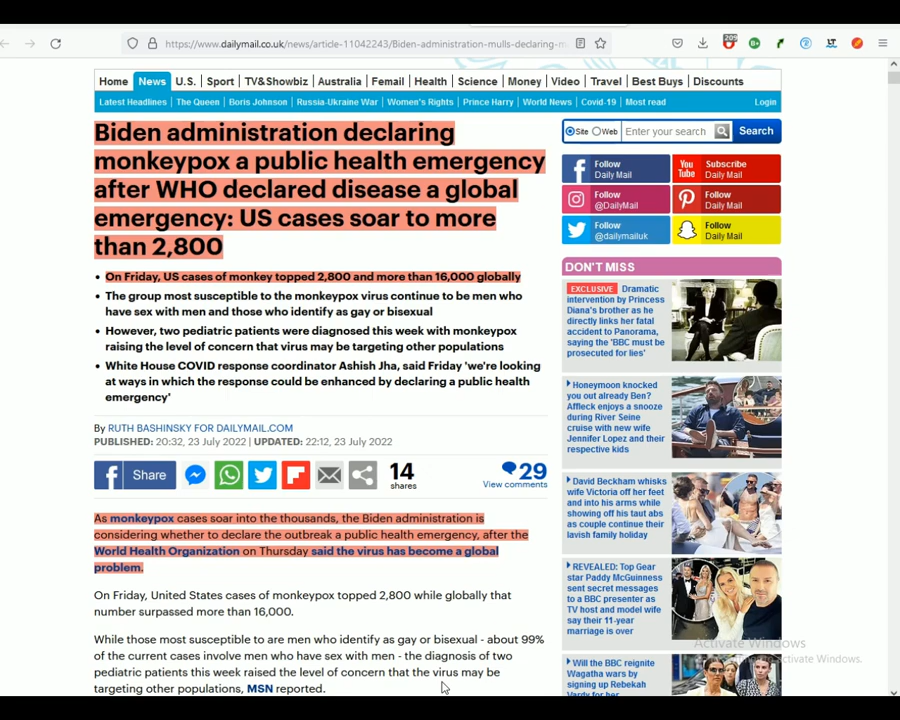 https://www.dailymail.co.uk/news/article-11042243/Biden-administration-mulls-declaring-m
209
LT
Home News U.S. Sport TV&Showbiz Australia Femail Health Science Money Video Travel Best Buys Discounts
Latest Headlines The Queen Boris Johnson Russia-Ukraine War Women's Rights Prince Harry World News Covid-19 Most read Login
Biden administration declaring
monkeypox a public health emergency
after WHO declared disease a global
emergency: US cases soar to more
than 2,800
• On Friday, US cases of monkey topped 2,800 and more than 16,000 globally
• The group most susceptible to the monkeypox virus continue to be men who
have sex with men and those who identify as gay or bisexual
• However, two pediatric patients were diagnosed this week with monkeypox
raising the level of concern that virus may be targeting other populations
• White House COVID response coordinator Ashish Jha, said Friday 'we're looking
at ways in which the response could be enhanced by declaring a public health
emergency'
By RUTH BASHINSKY FOR DAILYMAIL.COM
PUBLISHED: 20:32, 23 July 2022 | UPDATED: 22:12, 23 July 2022
Share
14
shares
29
View comments
As monkeypox cases soar into the thousands, the Biden administration is
considering whether to declare the outbreak a public health emergency, after the
World Health Organization on Thursday said the virus has become a global
problem.
On Friday, United States cases of monkeypox topped 2,800 while globally that
number surpassed more than 16,000.
While those most susceptible to are men who identify as gay or bisexual - about 99%
of the current cases involve men who have sex with men - the diagnosis of two
pediatric patients this week raised the level of concern that the virus may be
targeting other populations, MSN reported.
Site Web Enter your search Search
Follow
Daily Mail
You
Tube
Subscribe
Daily Mail
Follow
@DailyMail
Follow
Daily Mail
Follow
@dailymailuk
Follow
Daily Mail
DON'T MISS
EXCLUSIVE Dramatic
intervention by Princess
Diana's brother as he
directly links her fatal
accident to Panorama,
saying the 'BBC must be
prosecuted for lies'
Honeymoon knocked
you out already Ben?
Affleck enjoys a snooze
during River Seine
cruise with new wife
Jennifer Lopez and their
respective kids
David Beckham whisks
wife Victoria off her feet
and into his arms while
showing off his taut abs
as couple continue their
lavish family holiday
REVEALED: Top Gear
star Paddy McGuinness
sent secret messages
to a BBC presenter as
TV host and model wife
say their 11-year
marriage is over
Will the BBC reignite
Wagatha wars by
signing up Rebekah
Vardy for her
Activate Windows
activate Windows.